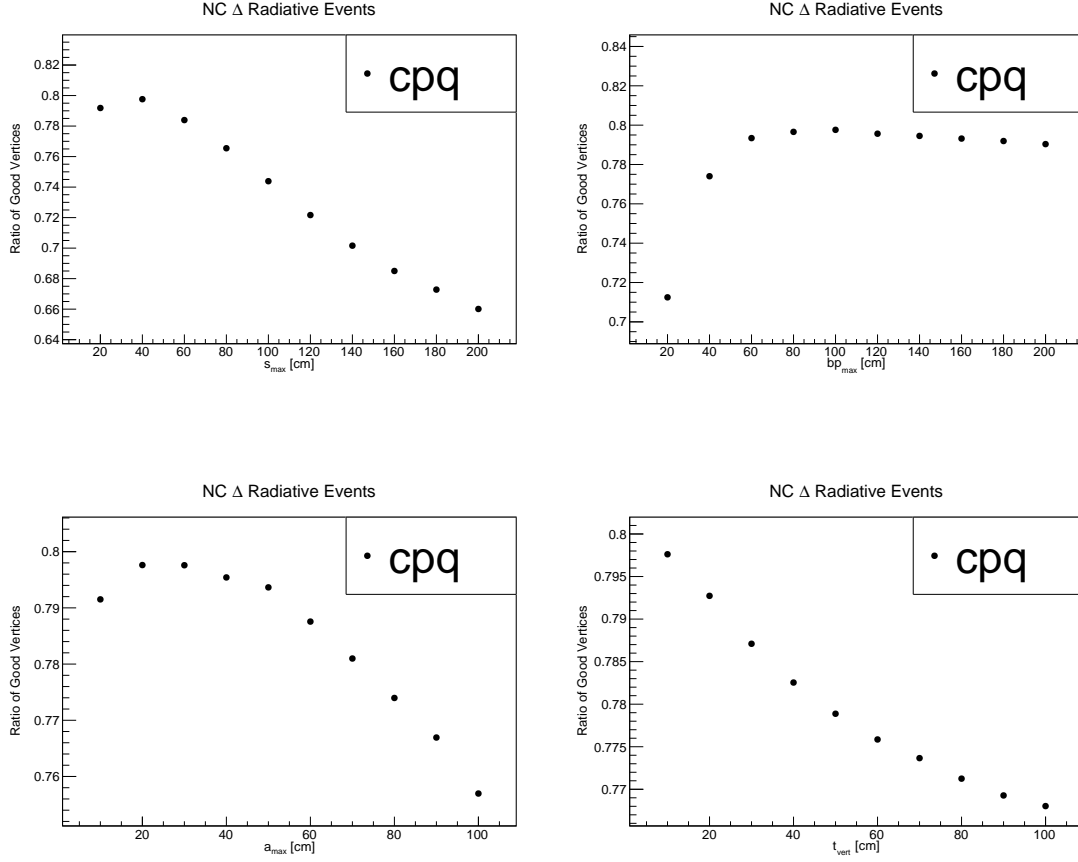 NC Δ Radiative Events
cpq
Ratio of Good Vertices
0.82
0.8
0.78
0.76
0.74
0.72
0.7
0.68
0.66
0.64
20 40 60 80 100 120 140 160 180 200
s_max [cm]
NC Δ Radiative Events
cpq
Ratio of Good Vertices
0.84
0.82
0.8
0.78
0.76
0.74
0.72
0.7
20 40 60 80 100 120 140 160 180 200
bp_max [cm]
NC Δ Radiative Events
cpq
Ratio of Good Vertices
0.8
0.79
0.78
0.77
0.76
20 40 60 80 100
a_max [cm]
NC Δ Radiative Events
cpq
Ratio of Good Vertices
0.8
0.795
0.79
0.785
0.78
0.775
0.77
20 40 60 80 100
t_vert [cm]